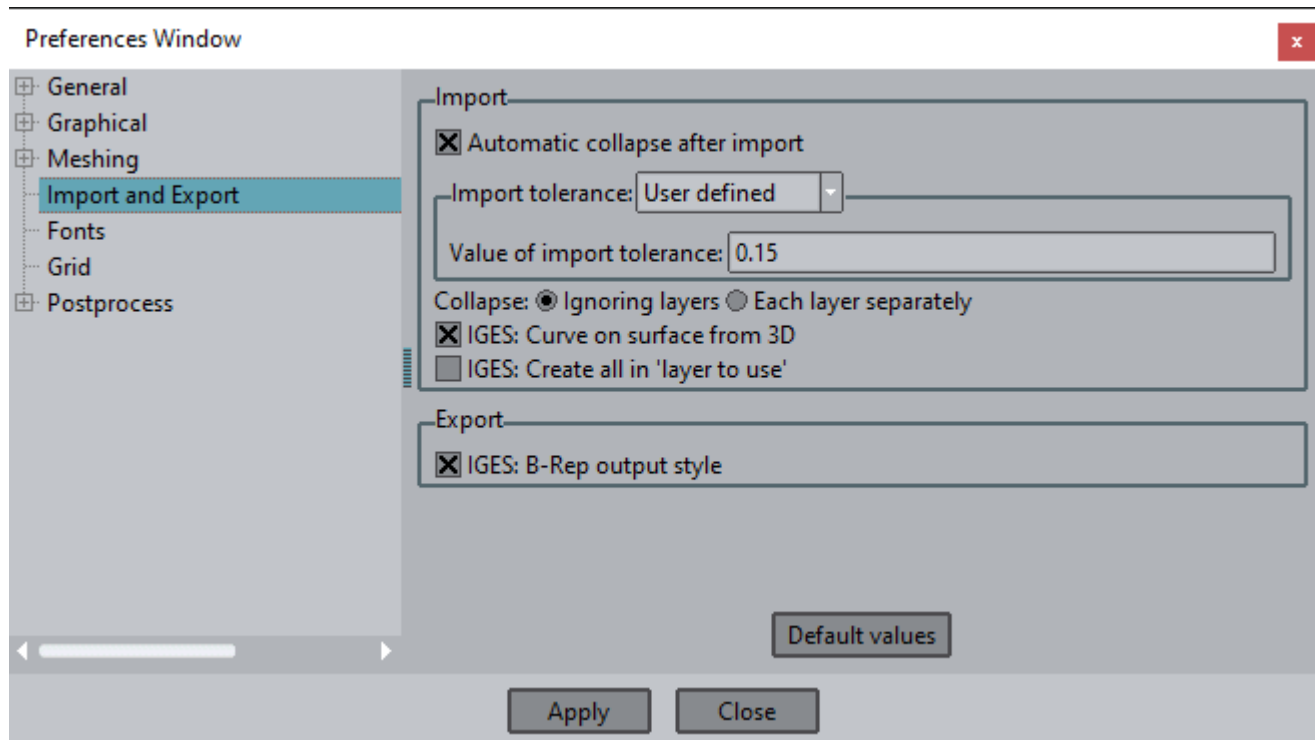 Preferences Window
x
General
Graphical
Meshing
Import and Export
Fonts
Grid
Postprocess
Import
Automatic collapse after import
Import tolerance: User defined
Value of import tolerance: 0.15
Collapse: Ignoring layers Each layer separately
IGES: Curve on surface from 3D
IGES: Create all in 'layer to use'
Export
IGES: B-Rep output style
Default values
Apply Close